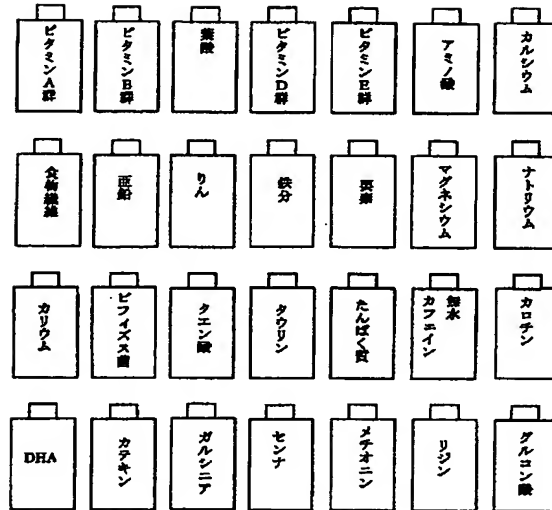 ビタミンA群
ビタミンB群
葉酸
ビタミンD群
ビタミンE群
アミノ酸
カルシウム
食物繊維
亜鉛
りん
鉄分
葉素
マグネシウム
ナトリウム
カリウム
ビフィズス菌
クエン酸
タウリン
たんぱく質
無水
カフェイン
カロチン
DHA
カテキン
ガルシニア
センナ
メチオニン
リジン
グルコン酸